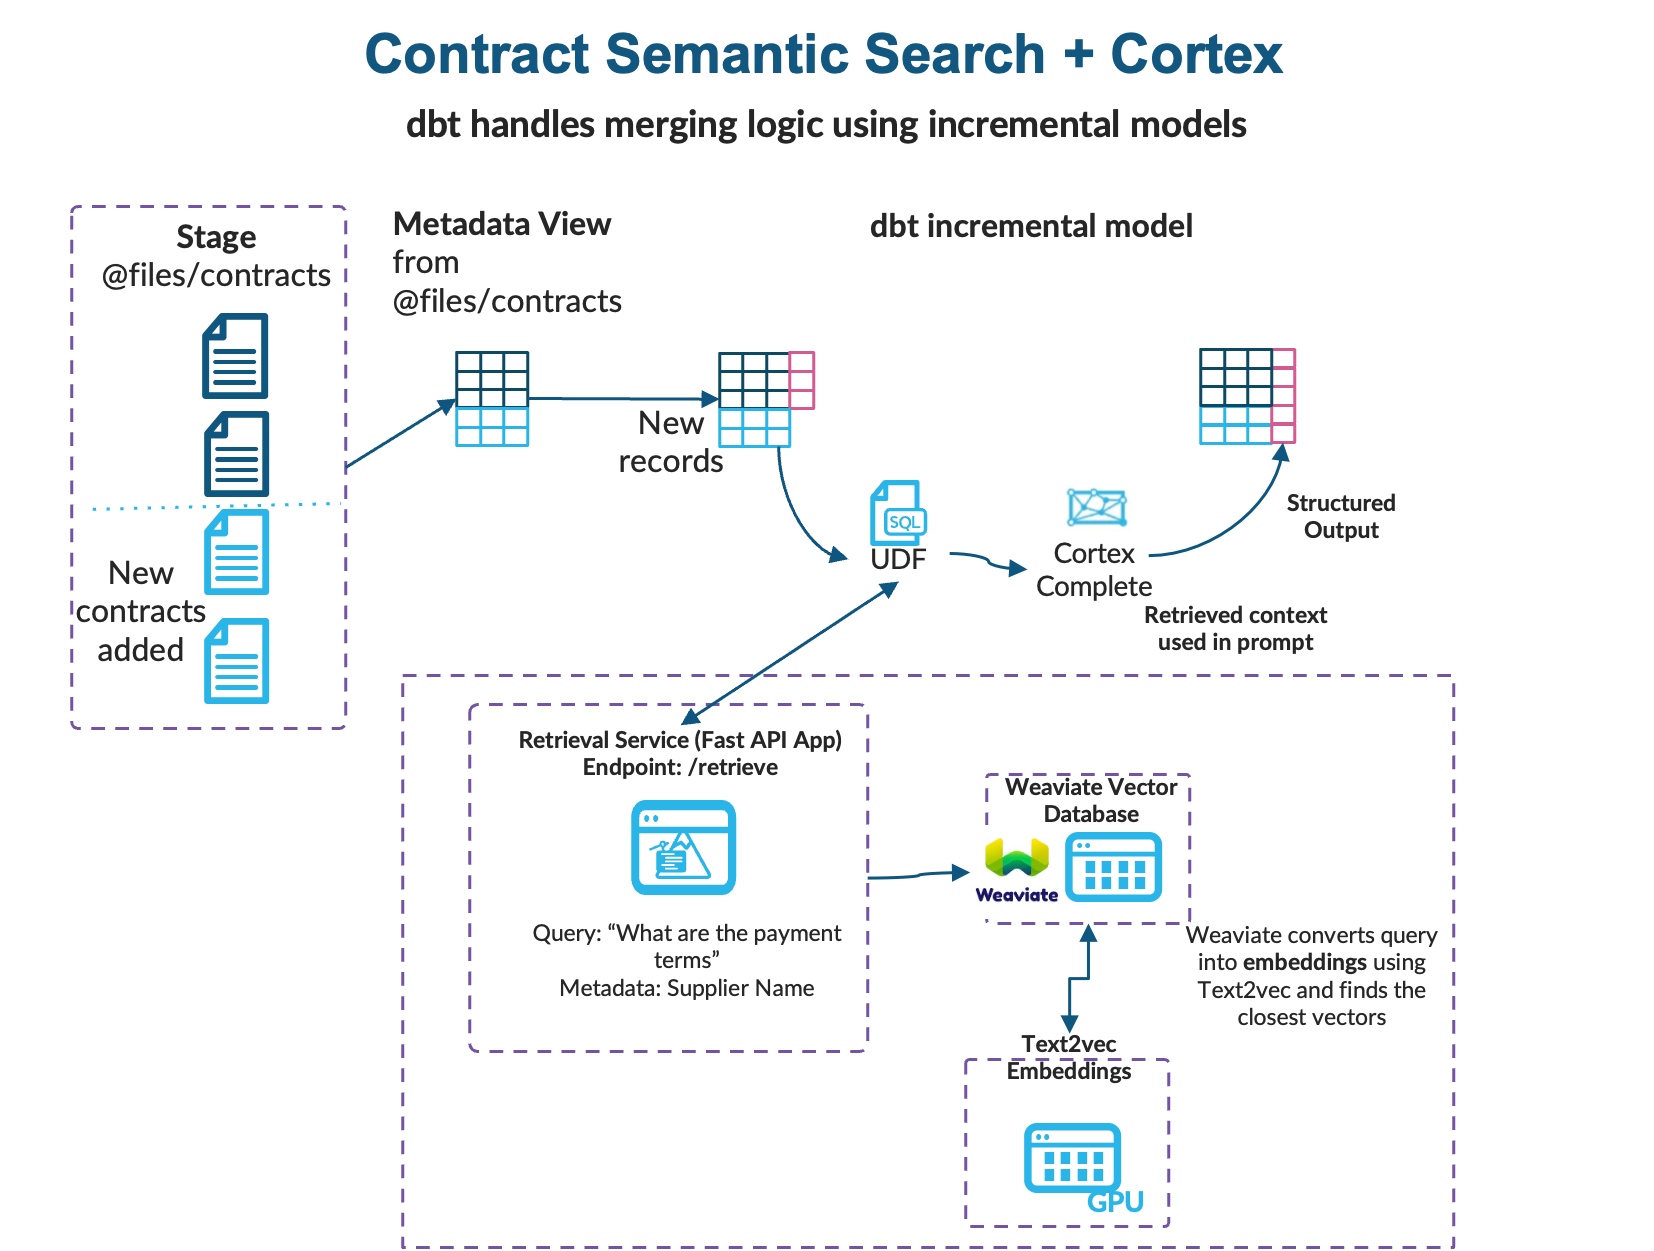 Contract Semantic Search + Cortex
dbt handles merging logic using incremental models
Stage
@files/contracts
New
contracts
added
Metadata View
from
@files/contracts
dbt incremental model
New
records
SQL
UDF
Cortex
Complete
Structured
Output
Retrieved context
used in prompt
Retrieval Service (Fast API App)
Endpoint: /retrieve
Query: “What are the payment
terms”
Metadata: Supplier Name
Weaviate Vector
Database
Weaviate
Weaviate converts query
into embeddings using
Text2vec and finds the
closest vectors
Text2vec
Embeddings
GPU